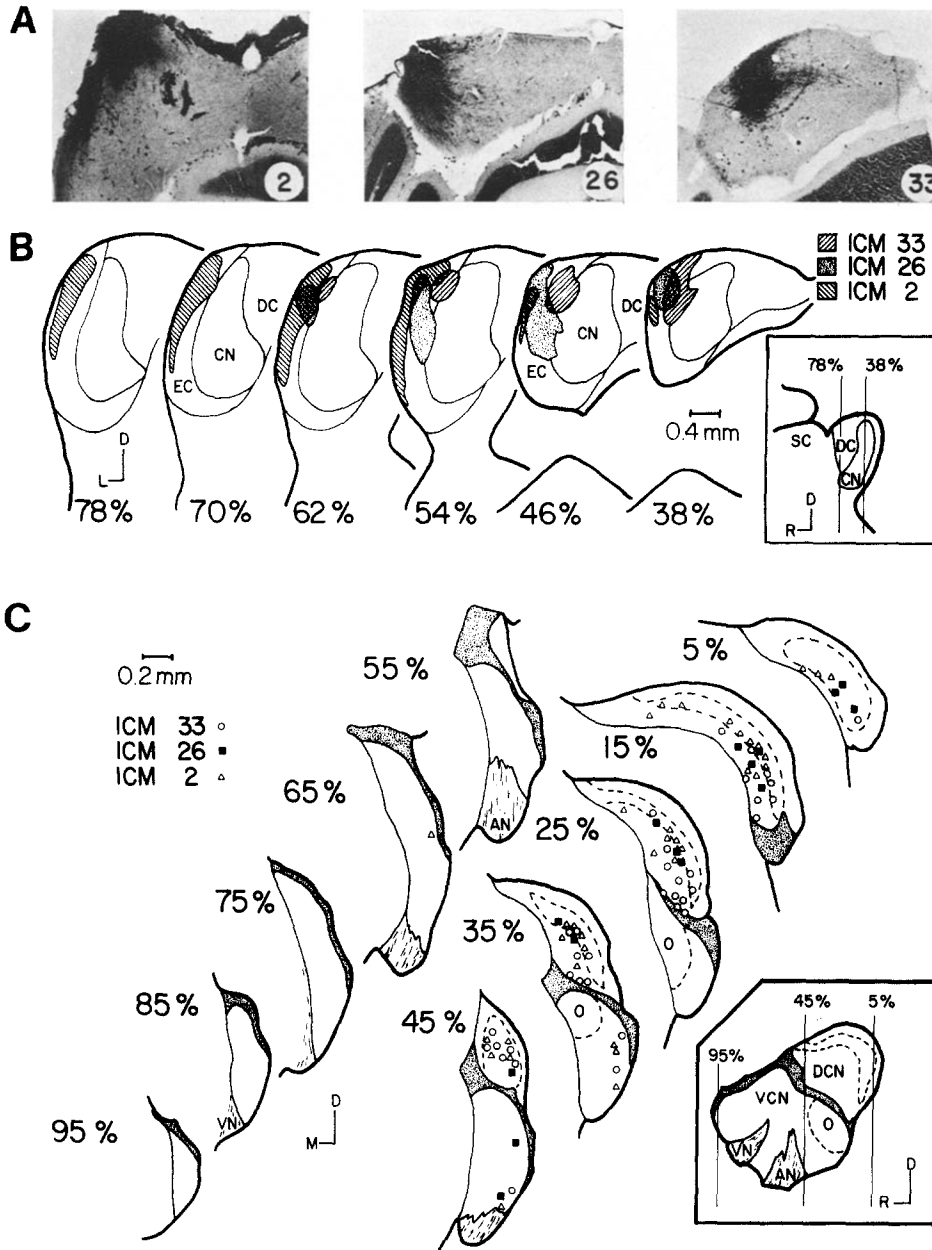 A
2
26
33
B
ICM 33
ICM 26
ICM 2
DC
CN
EC
CN
DC
EC
D
L
0.4 mm
78%
70%
62%
54%
46%
38%
78% 38%
SC
DC
CN
D
R
C
0.2 mm
ICM 33
ICM 26
ICM 2
55%
5%
15%
65%
AN
25%
75%
35%
O
85%
O
45%
VN
95%
D
M
45% 5%
95%
DCN
VCN
O
VN
AN
D
R